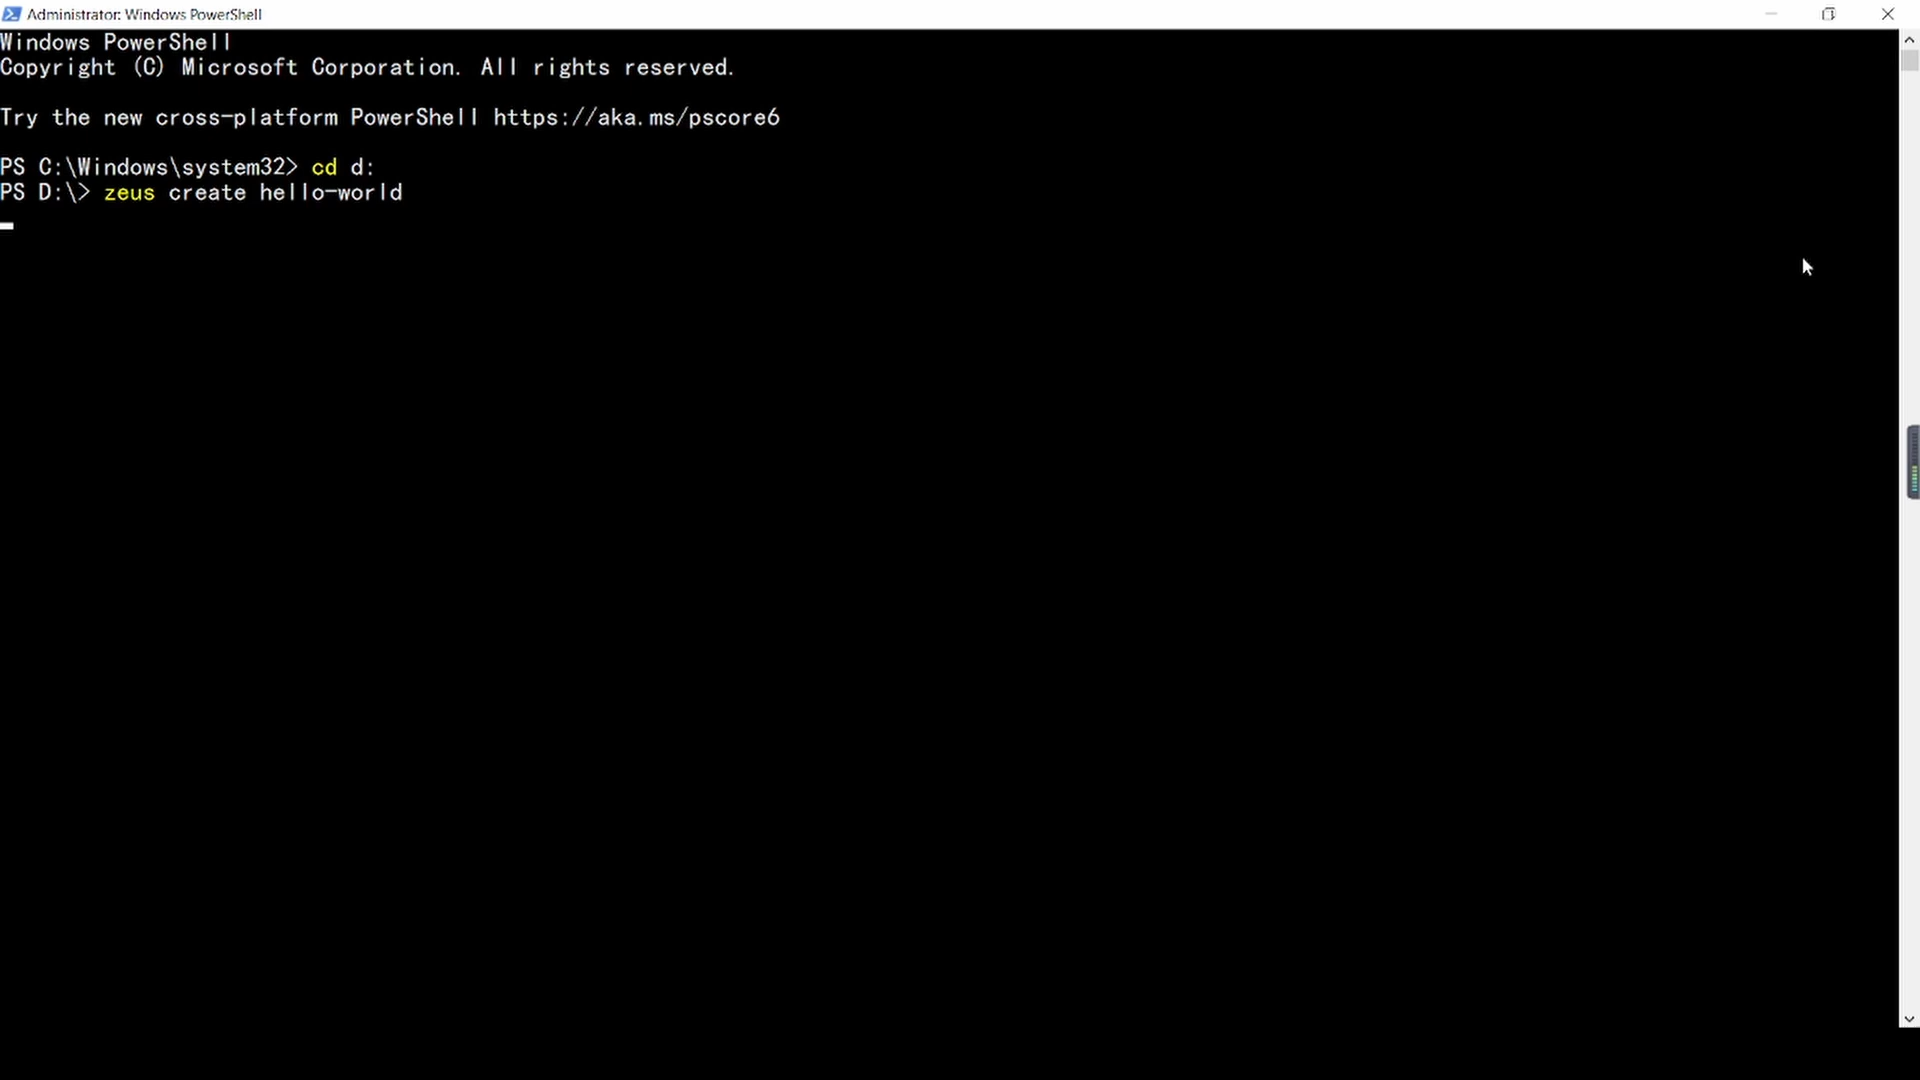 Administrator: Windows PowerShell
Windows PowerShell
Copyright (C) Microsoft Corporation. All rights reserved.
Try the new cross-platform PowerShell https://aka.ms/pscore6
PS C:\Windows\system32> cd d:
PS D:\> zeus create hello-world